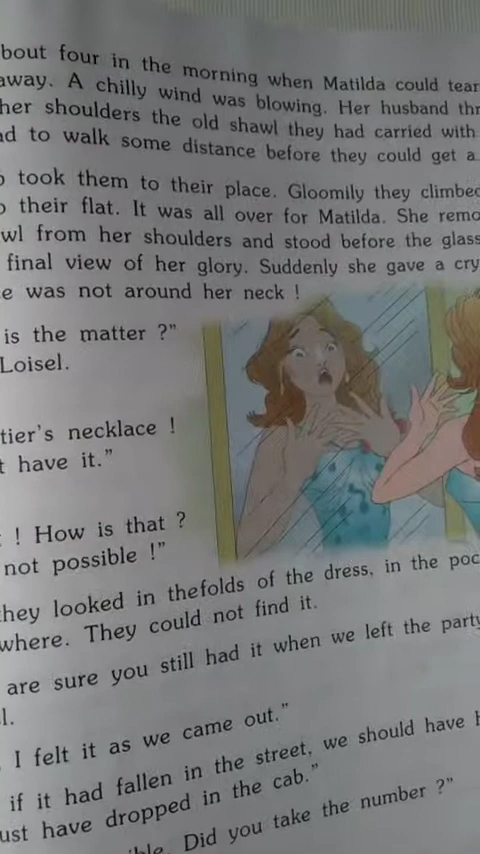 bout four in the morning when Matilda could tear
away. A chilly wind was blowing. Her husband thr
her shoulders the old shawl they had carried with
ad to walk some distance before they could get a
o took them to their place. Gloomily they climbed
o their flat. It was all over for Matilda. She remo
wl from her shoulders and stood before the glass
final view of her glory. Suddenly she gave a cry
e was not around her neck !
is the matter ?"
Loisel.
tier's necklace !
t have it."
! How is that ?
not possible !"
they looked in thefolds of the dress, in the poc
where. They could not find it.
are sure you still had it when we left the party
l.
I felt it as we came out."
if it had fallen in the street, we should have h
ust have dropped in the cab."
ible. Did you take the number ?"